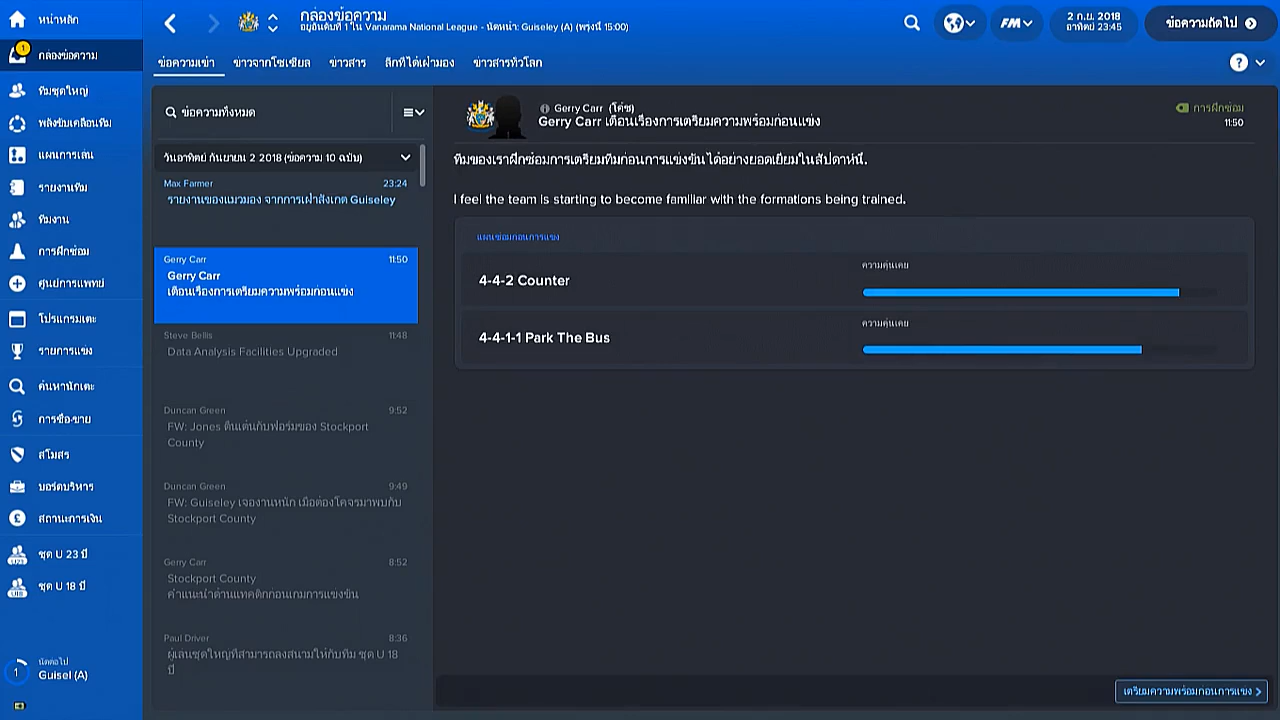 หน้าหลัก
1
กล่องข้อความ
ทีมชุดใหญ่
พลังขับเคลื่อนทีม
แผนการเล่น
รายงานทีม
ทีมงาน
การฝึกซ้อม
ศูนย์การแพทย์
โปรแกรมเตะ
รายการแข่ง
ค้นหานักเตะ
การซื้อ-ขาย
สโมสร
บอร์ดบริหาร
สถานะการเงิน
ชุด U 23 ปี
ชุด U 18 ปี
นัดต่อไป
1
Guisel (A)
กล่องข้อความ
อยู่อันดับที่ 1 ใน Vanarama National League - นัดหน้า: Guiseley (A) (พรุ่งนี้ 15:00)
FM
2 ก.ย. 2018
อาทิตย์ 23:45
ข้อความถัดไป
ข้อความเข้า
ข่าวจากโซเชียล
ข่าวสาร
ลีกที่ได้เฝ้ามอง
ข่าวสารทั่วโลก
?
ข้อความทั้งหมด
วันอาทิตย์ กันยายน 2 2018 (ข้อความ 10 ฉบับ)
Max Farmer 23:24
รายงานของแมวมอง จากการเฝ้าสังเกต Guiseley
Gerry Carr 11:50
Gerry Carr
เตือนเรื่องการเตรียมความพร้อมก่อนแข่ง
Steve Bellis 11:48
Data Analysis Facilities Upgraded
Duncan Green 9:52
FW: Jones ตื่นเต้นกับฟอร์มของ Stockport
County
Duncan Green 9:49
FW: Guiseley เจองานหนัก เมื่อต้องโคจรมาพบกับ
Stockport County
Gerry Carr 8:52
Stockport County
คำแนะนำด้านแทคติกก่อนเกมการแข่งขัน
Paul Driver 8:36
ผู้เล่นชุดใหญ่ที่สามารถลงสนามให้กับทีม ชุด U 18
ปี
Gerry Carr (โค้ช)
Gerry Carr เตือนเรื่องการเตรียมความพร้อมก่อนแข่ง
การฝึกซ้อม
11:50
ทีมของเราฝึกซ้อมการเตรียมทีมก่อนการแข่งขันได้อย่างยอดเยี่ยมในสัปดาห์นี้.
I feel the team is starting to become familiar with the formations being trained.
แผนซ้อมก่อนการแข่ง
4-4-2 Counter
ความคุ้นเคย
4-4-1-1 Park The Bus
ความคุ้นเคย
เตรียมความพร้อมก่อนการแข่ง